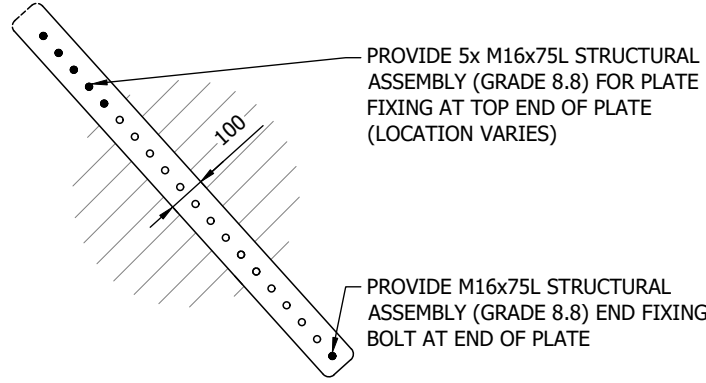 PROVIDE 5x M16x75L STRUCTURAL
ASSEMBLY (GRADE 8.8) FOR PLATE
FIXING AT TOP END OF PLATE
(LOCATION VARIES)
100
PROVIDE M16x75L STRUCTURAL
ASSEMBLY (GRADE 8.8) END FIXING
BOLT AT END OF PLATE